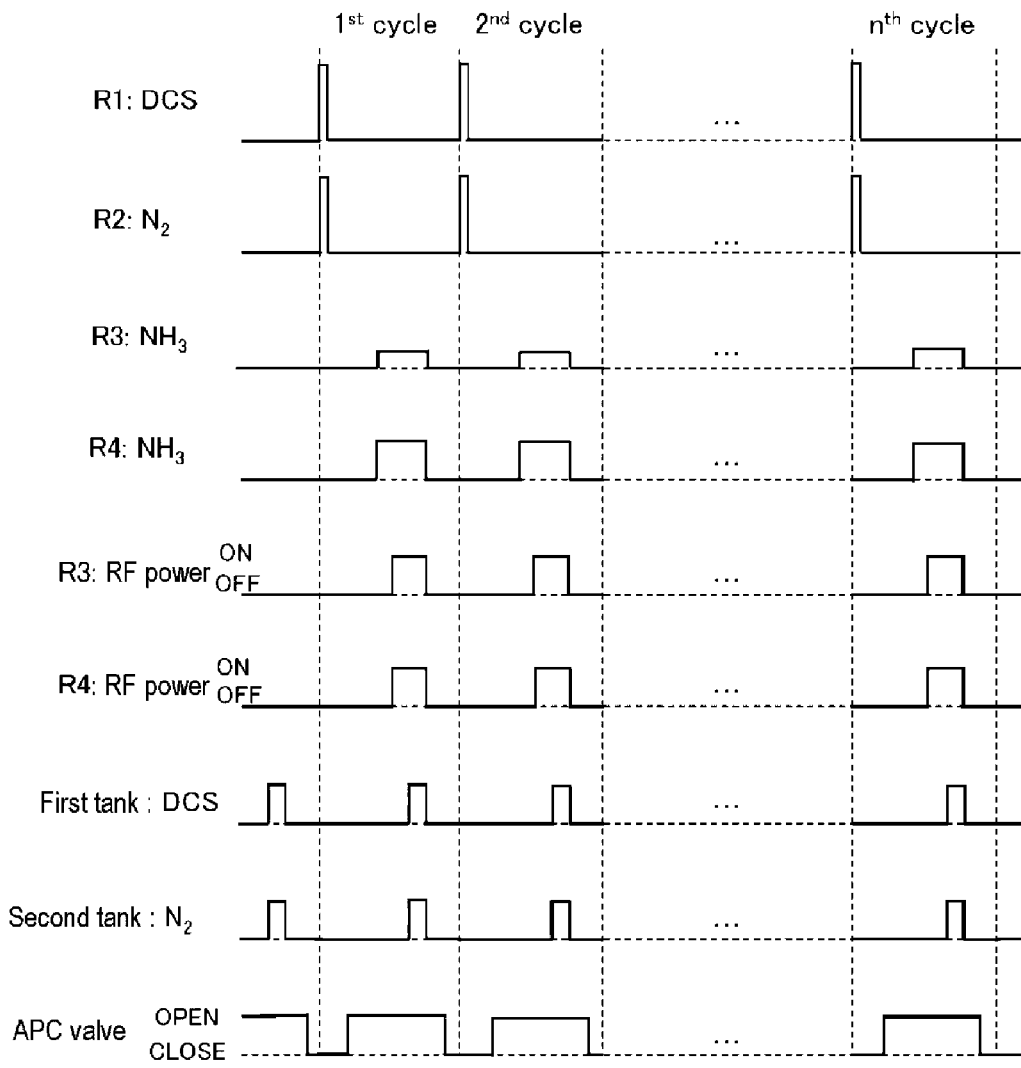 1st cycle 2nd cycle nth cycle
R1: DCS
...
R2: N2
...
R3: NH3
...
R4: NH3
...
R3: RF power ON
OFF
...
R4: RF power ON
OFF
...
First tank : DCS
...
Second tank : N2
...
APC valve OPEN
CLOSE
...